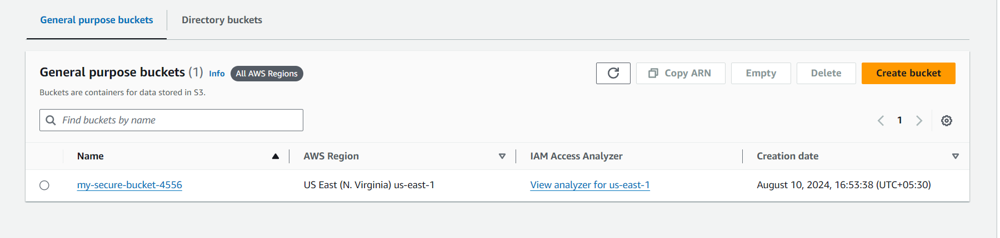 General purpose buckets Directory buckets
General purpose buckets (1) Info All AWS Regions Copy ARN Empty Delete Create bucket
Buckets are containers for data stored in S3.
Find buckets by name 1
Name AWS Region IAM Access Analyzer Creation date
my-secure-bucket-4556 US East (N. Virginia) us-east-1 View analyzer for us-east-1 August 10, 2024, 16:53:38 (UTC+05:30)